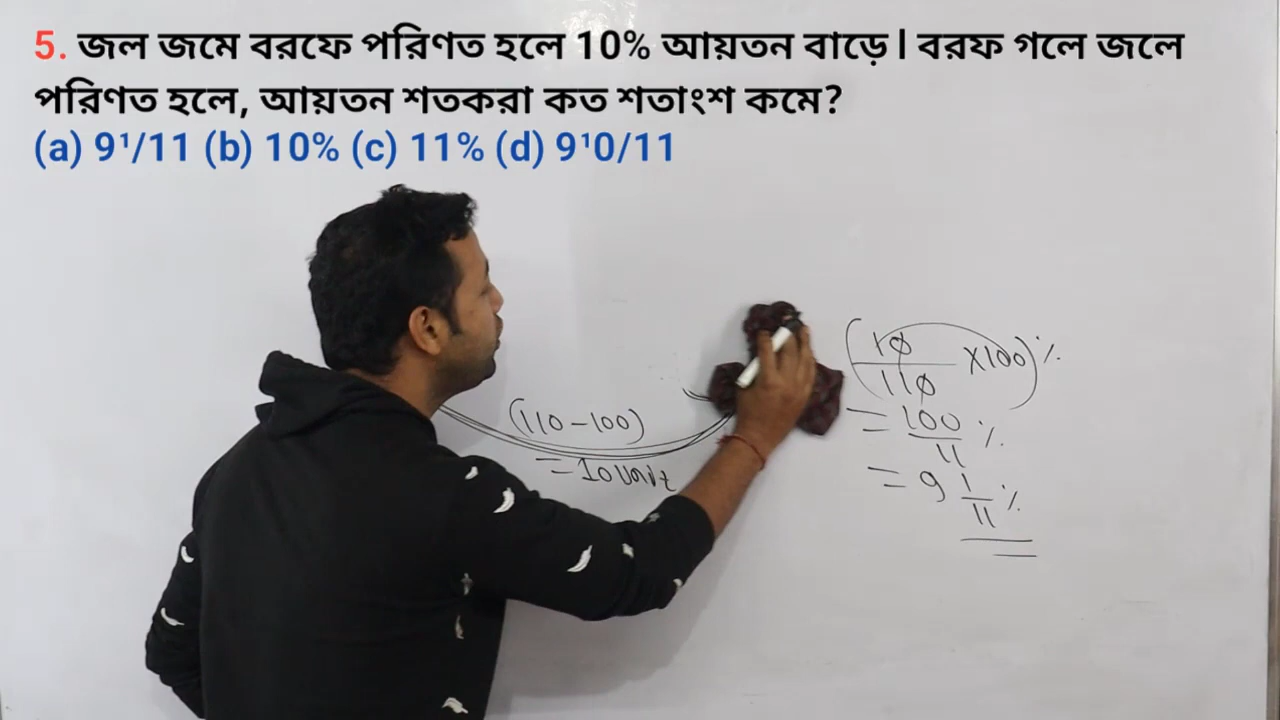 5. জল জমে বরফে পরিণত হলে 10% আয়তন বাড়ে। বরফ গলে জলে
পরিণত হলে, আয়তন শতকরা কত শতাংশ কমে?
(a) 9¹/11 (b) 10% (c) 11% (d) 9¹0/11
(110-100)
= 10 Unit
(10/110 ×100)%
= 100/11 %
= 9 1/11 %